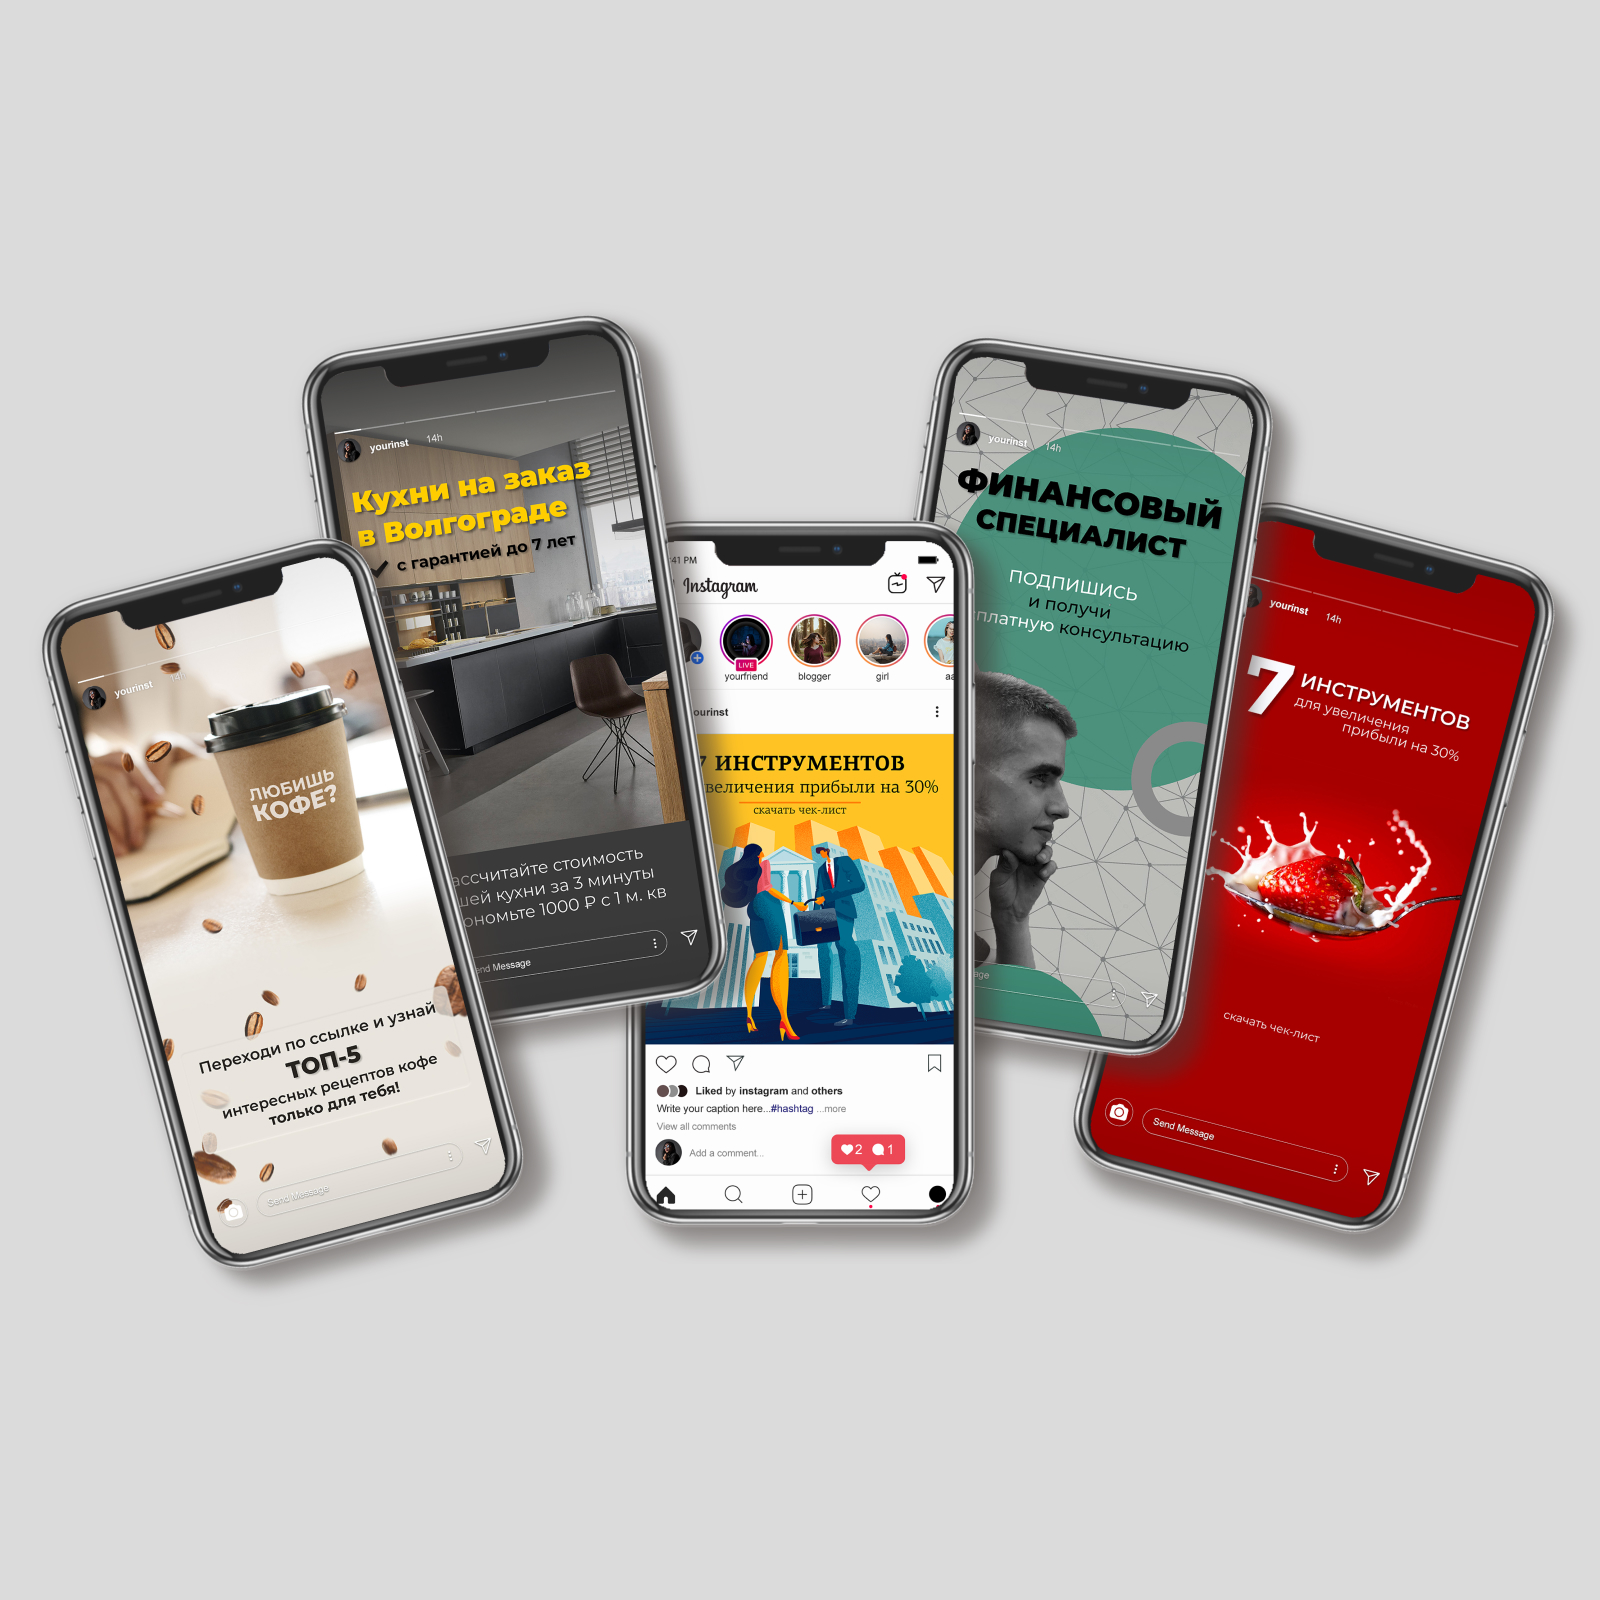 yourinst 14h
ЛЮБИШЬ
КОФЕ?
Переходи по ссылке и узнай
ТОП-5
интересных рецептов кофе
только для тебя!
Send Message
yourinst 14h
Кухни на заказ
в Волгограде
с гарантией до 7 лет
ассчитайте стоимость
шей кухни за 3 минуты
ономьте 1000 ₽ с 1 м. кв
end Message
41 PM
Instagram
LIVE
yourfriend blogger girl aa
ourinst
7 ИНСТРУМЕНТОВ
величения прибыли на 30%
скачать чек-лист
Liked by instagram and others
Write your caption here...#hashtag ...more
View all comments
Add a comment...
2 1
yourinst 14h
ФИНАНСОВЫЙ
СПЕЦИАЛИСТ
ПОДПИШИСЬ
и получи
платную консультацию
age
yourinst 14h
7 ИНСТРУМЕНТОВ
для увеличения
прибыли на 30%
скачать чек-лист
Send Message